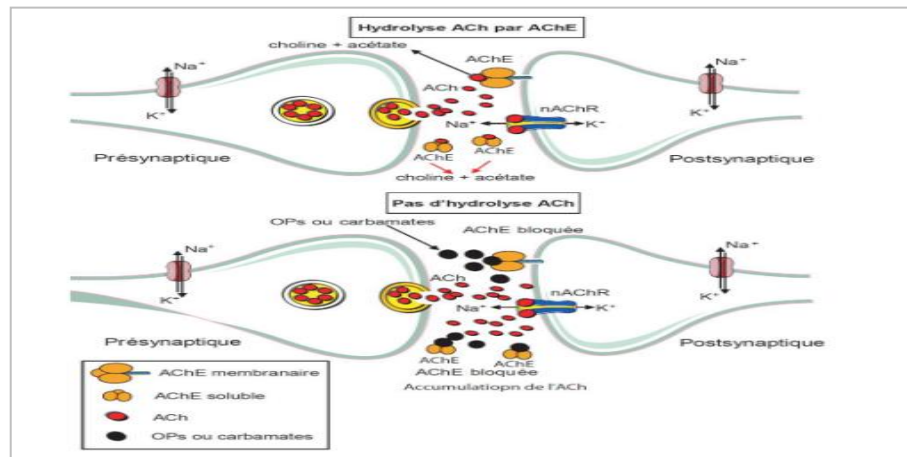 Hydrolyse ACh par AChE
choline + acétate
AChE
Na⁺
ACh
Na⁺
K⁺
Na⁺
nAChR
K⁺
K⁺
Présynaptique
AChE
AChE
Postsynaptique
choline + acétate
Pas d'hydrolyse ACh
OPs ou carbamates
AChE bloquée
Na⁺
ACh
Na⁺
K⁺
Na⁺
nAChR
K⁺
K⁺
Présynaptique
AChE
AChE
Postsynaptique
AChE bloquée
Accumulatiopn de l'ACh
AChE membranaire
AChE soluble
ACh
OPs ou carbamates